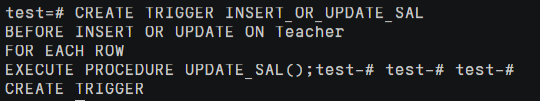 test=# CREATE TRIGGER INSERT_OR_UPDATE_SAL
BEFORE INSERT OR UPDATE ON Teacher
FOR EACH ROW
EXECUTE PROCEDURE UPDATE_SAL();test-# test-# test-#
CREATE TRIGGER